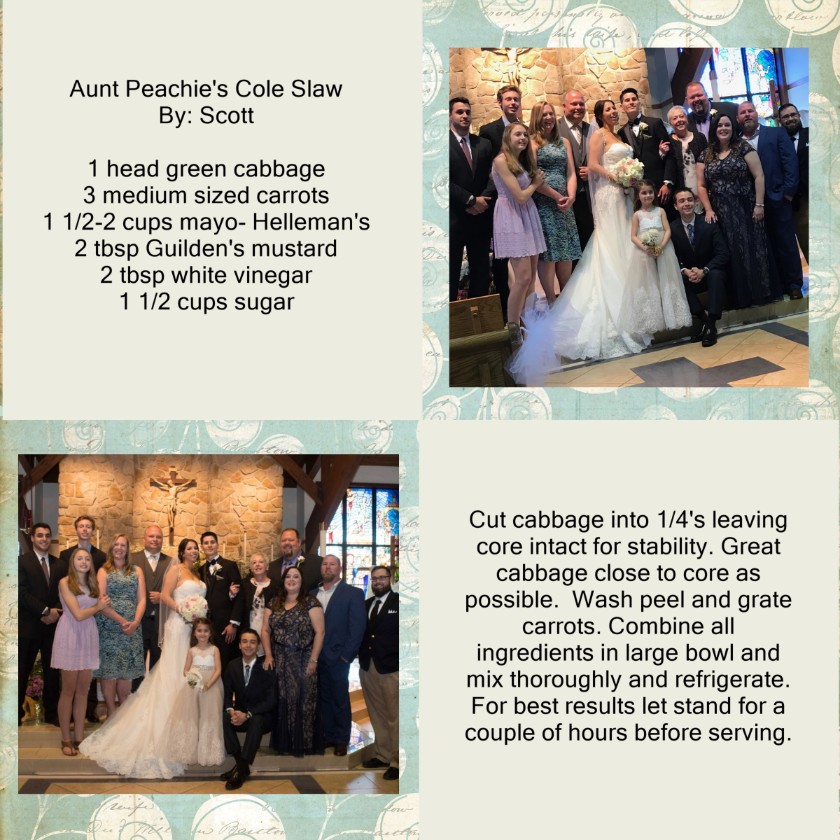 Aunt Peachie's Cole Slaw
By: Scott
1 head green cabbage
3 medium sized carrots
1 1/2-2 cups mayo- Helleman's
2 tbsp Guilden's mustard
2 tbsp white vinegar
1 1/2 cups sugar
Cut cabbage into 1/4's leaving
core intact for stability. Great
cabbage close to core as
possible.  Wash peel and grate
carrots. Combine all
ingredients in large bowl and
mix thoroughly and refrigerate.
For best results let stand for a
couple of hours before serving.